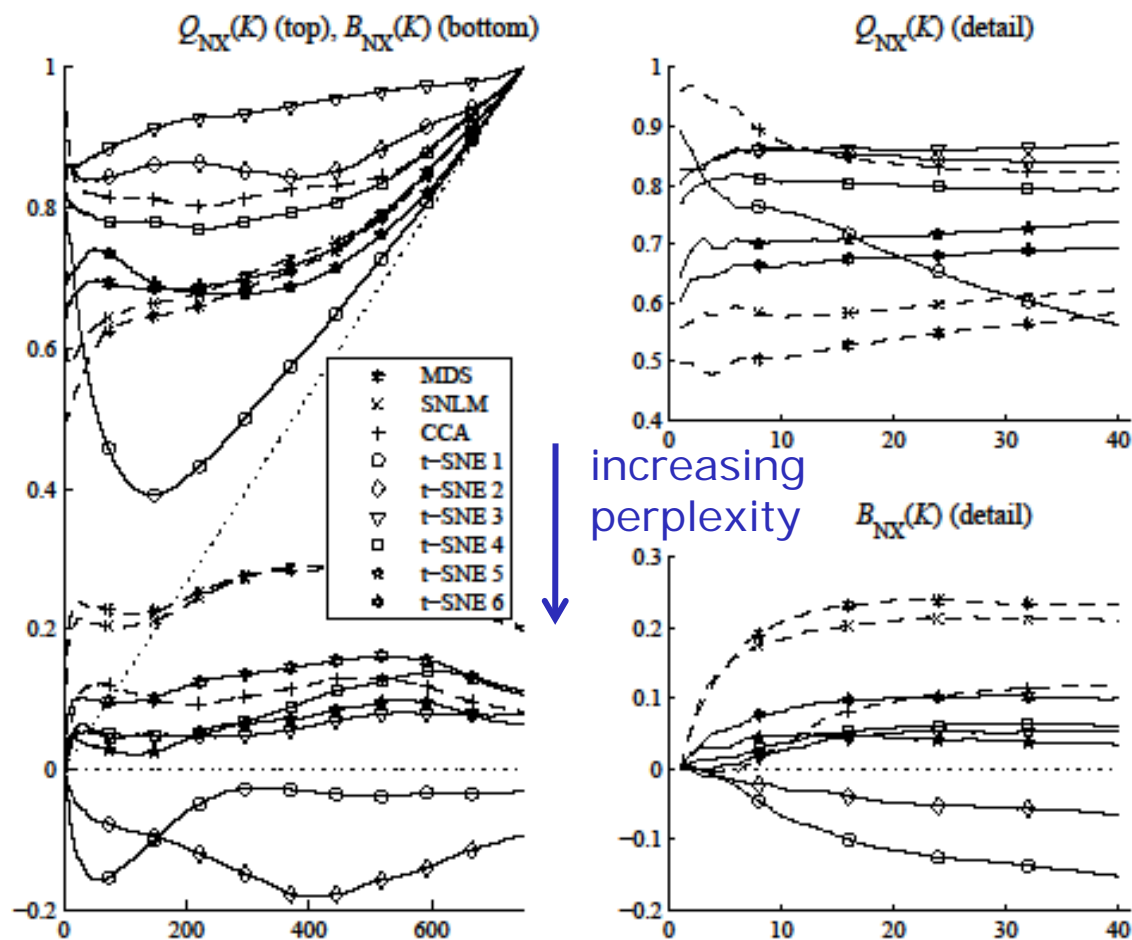 Q_NX(K) (top), B_NX(K) (bottom)
1
0.8
0.6
0.4
0.2
0
−0.2
0
200
400
600
MDS
SNLM
CCA
t−SNE 1
t−SNE 2
t−SNE 3
t−SNE 4
t−SNE 5
t−SNE 6
increasing
perplexity
Q_NX(K) (detail)
1
0.9
0.8
0.7
0.6
0.5
0.4
0
10
20
30
40
B_NX(K) (detail)
0.3
0.2
0.1
0
−0.1
−0.2
0
10
20
30
40